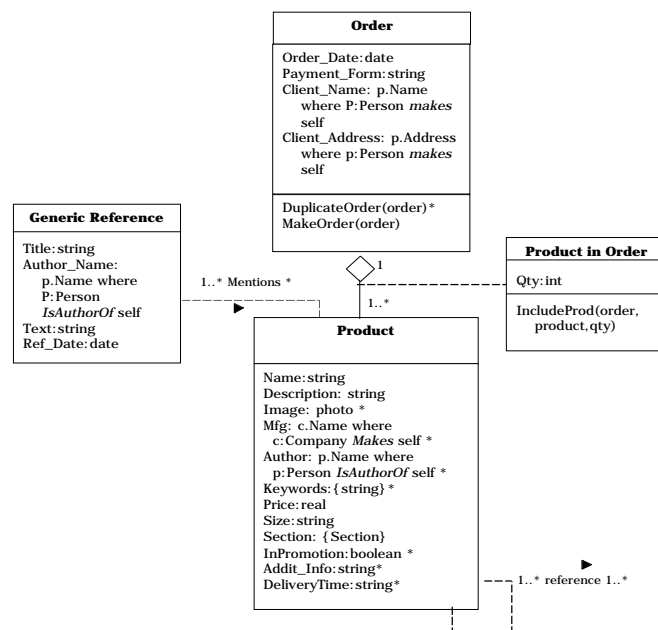 Order
Order_Date:date
Payment_Form:string
Client_Name: p.Name
where P:Person makes
self
Client_Address: p.Address
where p:Person makes
self
DuplicateOrder(order)*
MakeOrder(order)
Generic Reference
Title:string
Author_Name:
p.Name where
P:Person
IsAuthorOf self
Text:string
Ref_Date:date
1..* Mentions *
1
1..*
Product in Order
Qty:int
IncludeProd(order,
product,qty)
Product
Name:string
Description: string
Image: photo *
Mfg: c.Name where
c:Company Makes self *
Author: p.Name where
p:Person IsAuthorOf self *
Keywords:{string}*
Price:real
Size:string
Section: {Section}
InPromotion:boolean *
Addit_Info:string*
DeliveryTime:string*
1..* reference 1..*